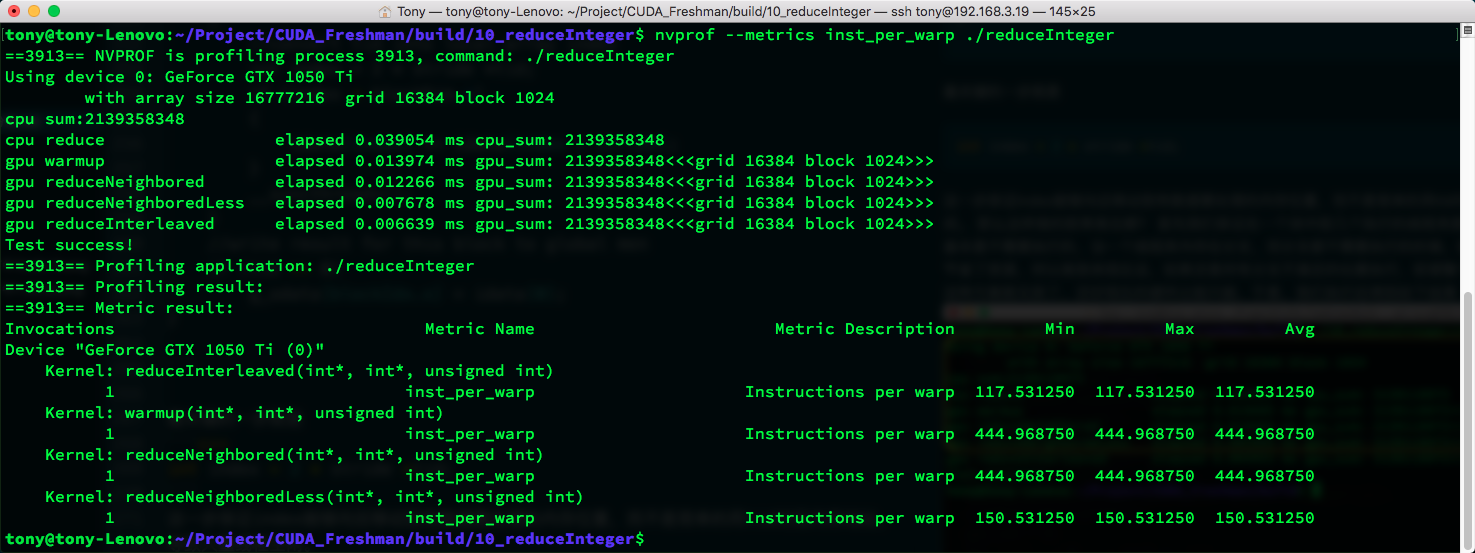 Tony — tony@tony-Lenovo: ~/Project/CUDA_Freshman/build/10_reduceInteger — ssh tony@192.168.3.19 — 145×25
tony@tony-Lenovo:~/Project/CUDA_Freshman/build/10_reduceInteger$ nvprof --metrics inst_per_warp ./reduceInteger
==3913== NVPROF is profiling process 3913, command: ./reduceInteger
Using device 0: GeForce GTX 1050 Ti
with array size 16777216 grid 16384 block 1024
cpu sum:2139358348
cpu reduce elapsed 0.039054 ms cpu_sum: 2139358348
gpu warmup elapsed 0.013974 ms gpu_sum: 2139358348<<<grid 16384 block 1024>>>
gpu reduceNeighbored elapsed 0.012266 ms gpu_sum: 2139358348<<<grid 16384 block 1024>>>
gpu reduceNeighboredLess elapsed 0.007678 ms gpu_sum: 2139358348<<<grid 16384 block 1024>>>
gpu reduceInterleaved elapsed 0.006639 ms gpu_sum: 2139358348<<<grid 16384 block 1024>>>
Test success!
==3913== Profiling application: ./reduceInteger
==3913== Profiling result:
==3913== Metric result:
Invocations Metric Name Metric Description Min Max Avg
Device "GeForce GTX 1050 Ti (0)"
Kernel: reduceInterleaved(int*, int*, unsigned int)
1 inst_per_warp Instructions per warp 117.531250 117.531250 117.531250
Kernel: warmup(int*, int*, unsigned int)
1 inst_per_warp Instructions per warp 444.968750 444.968750 444.968750
Kernel: reduceNeighbored(int*, int*, unsigned int)
1 inst_per_warp Instructions per warp 444.968750 444.968750 444.968750
Kernel: reduceNeighboredLess(int*, int*, unsigned int)
1 inst_per_warp Instructions per warp 150.531250 150.531250 150.531250
tony@tony-Lenovo:~/Project/CUDA_Freshman/build/10_reduceInteger$